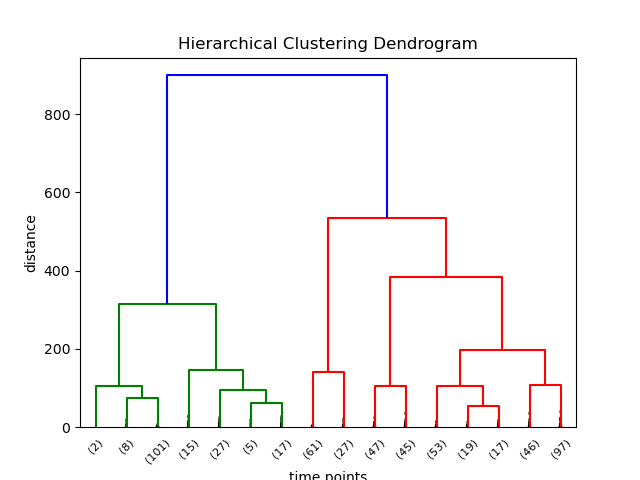 Hierarchical Clustering Dendrogram
800
600
400
200
0
distance
(2) (8) (101) (15) (27) (5) (17) (61) (27) (47) (45) (53) (19) (17) (46) (97)
time points